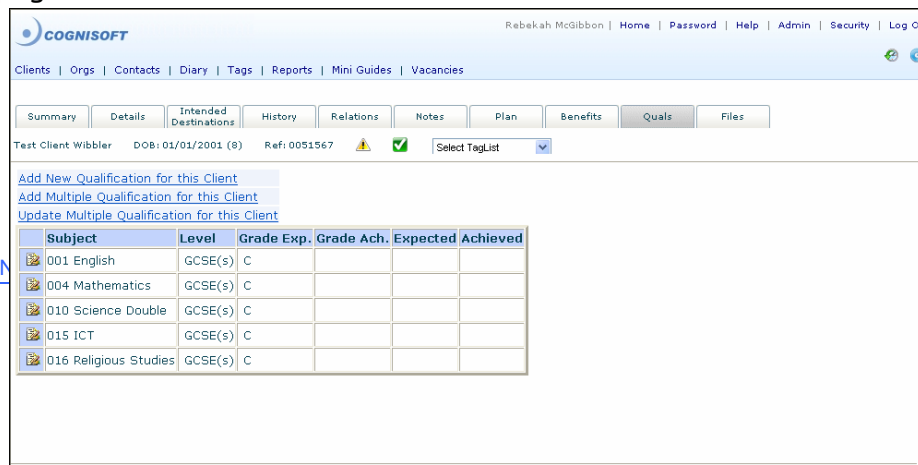 COGNISOFT
Rebekah McGibbon | Home | Password | Help | Admin | Security | Log O
Clients | Orgs | Contacts | Diary | Tags | Reports | Mini Guides | Vacancies
Summary Details Intended Destinations History Relations Notes Plan Benefits Quals Files
Test Client Wibbler DOB: 01/01/2001 (8) Ref: 0051567 Select TagList
Add New Qualification for this Client
Add Multiple Qualification for this Client
Update Multiple Qualification for this Client
Subject Level Grade Exp. Grade Ach. Expected Achieved
001 English GCSE(s) C
004 Mathematics GCSE(s) C
010 Science Double GCSE(s) C
015 ICT GCSE(s) C
016 Religious Studies GCSE(s) C